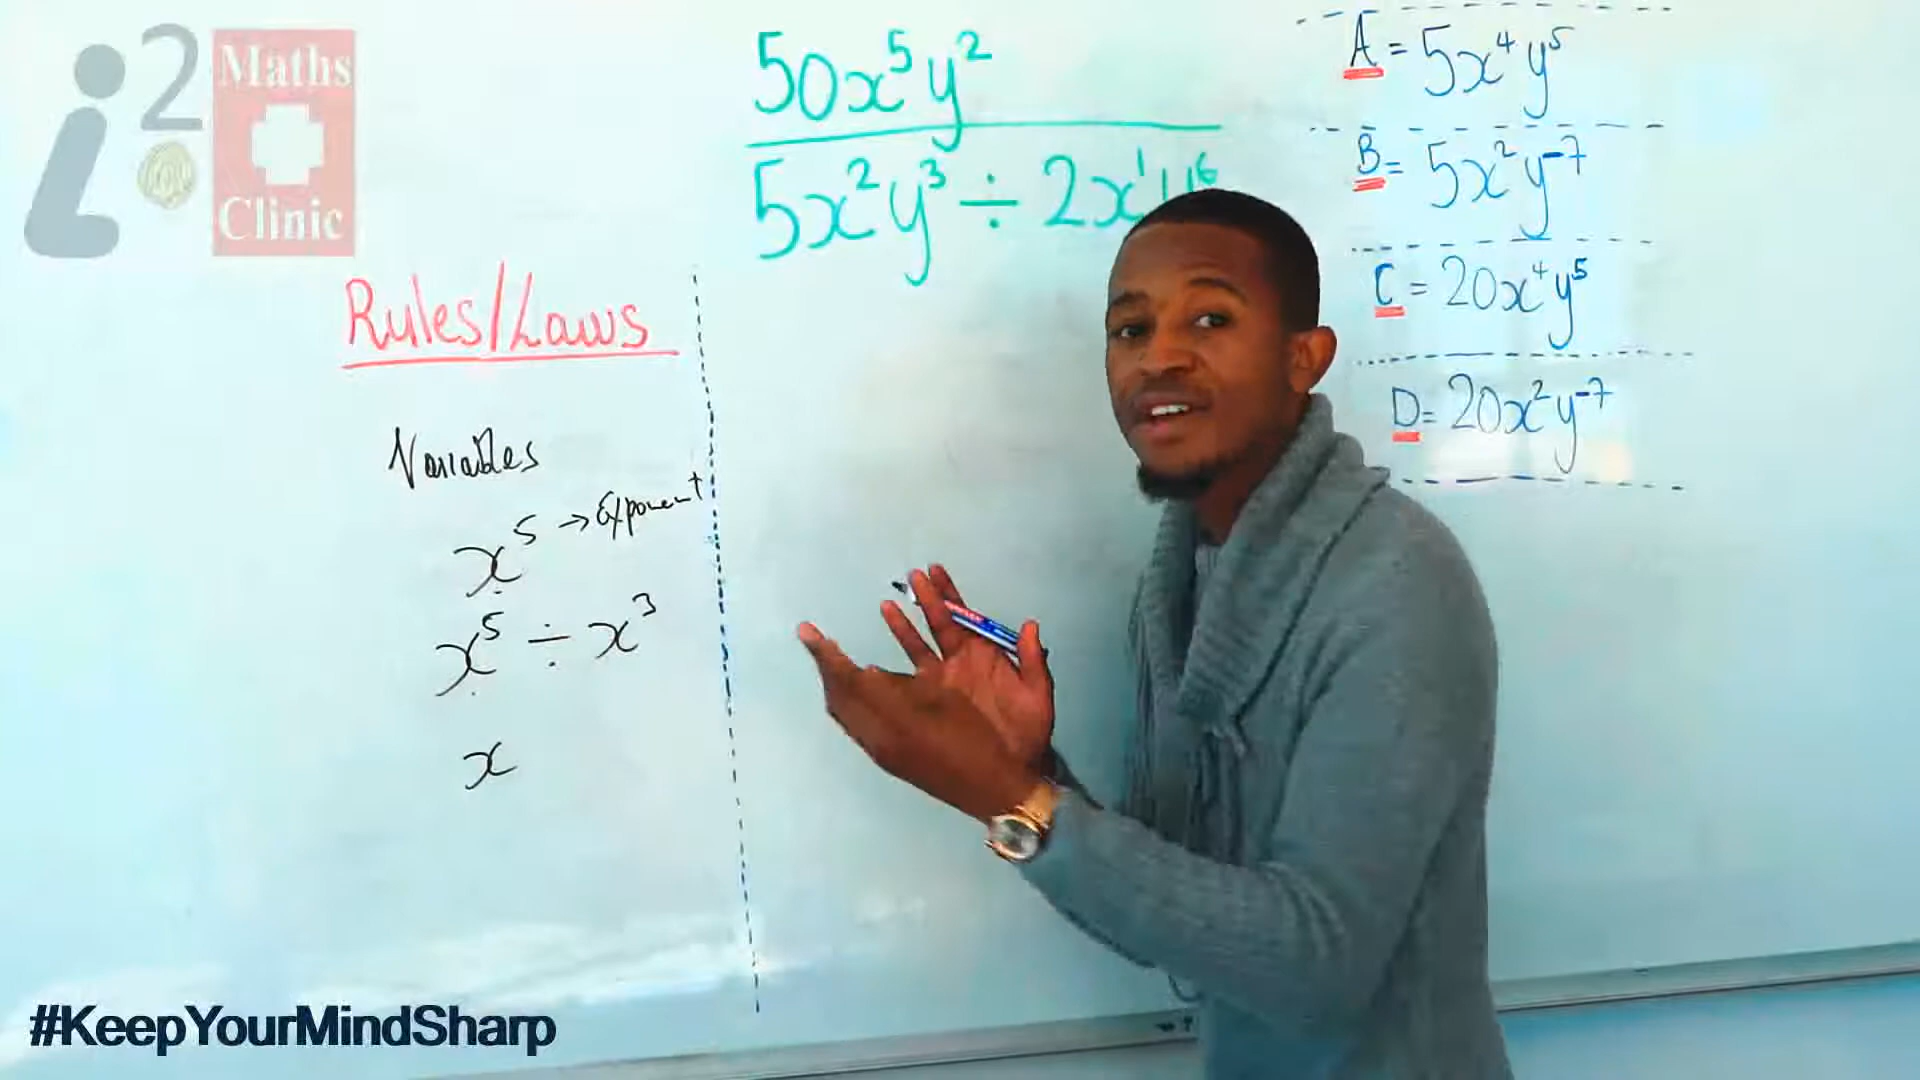 i²
Maths
Clinic
50x⁵y²
5x²y³ ÷ 2x¹y⁶
A = 5x⁴y⁵
B = 5x²y⁻⁷
C = 20x⁴y⁵
D = 20x²y⁻⁷
Rules/Laws
Variables
x⁵ → Exponent
x⁵ ÷ x³
x
#KeepYourMindSharp